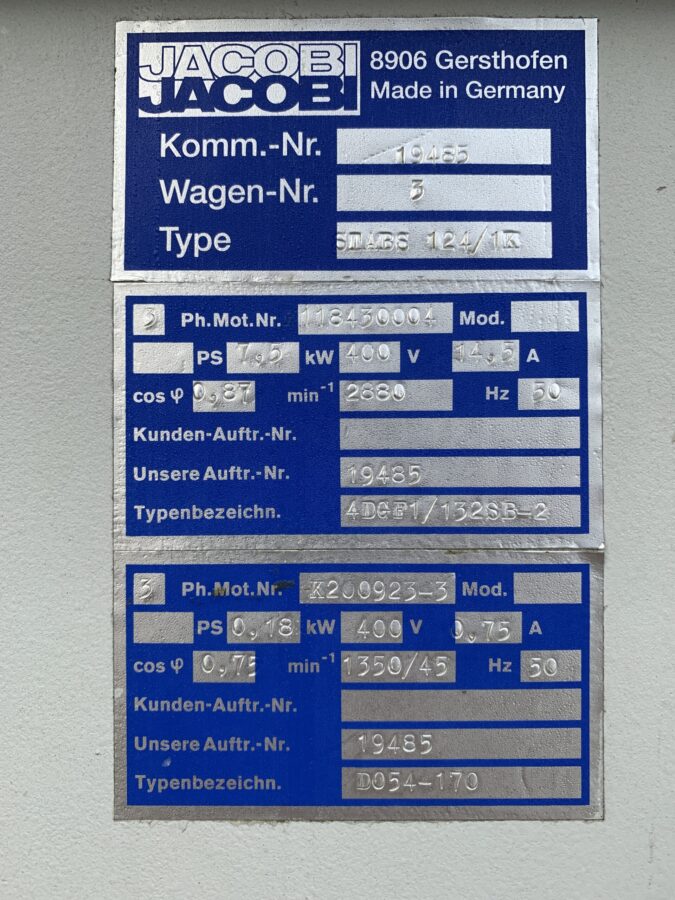 JACOBI
JACOBI
8906 Gersthofen
Made in Germany
Komm.-Nr. 19485
Wagen-Nr. 3
Type SMABS 124/1K
3 Ph.Mot.Nr. 118430004 Mod.
PS 7,5 kW 400 V 14,5 A
cos φ 0,87 min-1 2880 Hz 50
Kunden-Auftr.-Nr.
Unsere Auftr.-Nr. 19485
Typenbezeichn. 4DGF1/132SB-2
3 Ph.Mot.Nr. K200923-3 Mod.
PS 0,18 kW 400 V 0,75 A
cos φ 0,75 min-1 1350/45 Hz 50
Kunden-Auftr.-Nr.
Unsere Auftr.-Nr. 19485
Typenbezeichn. D054-170